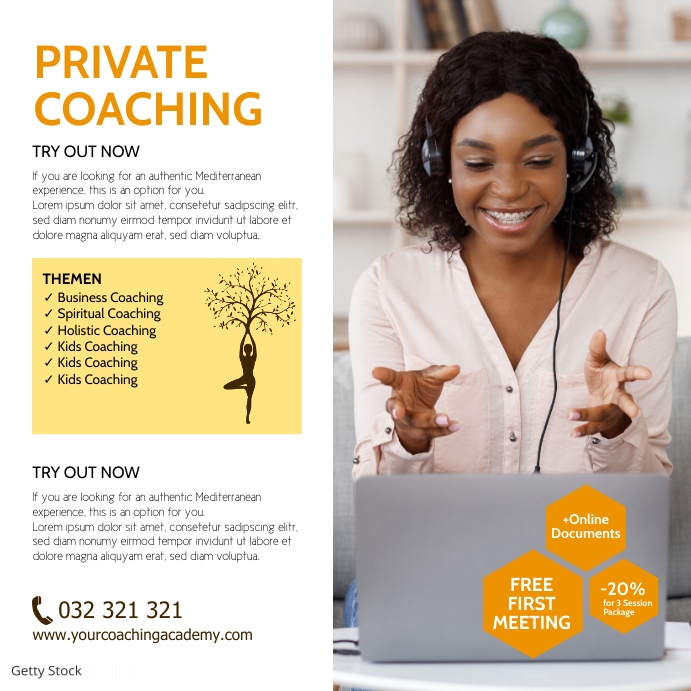 PRIVATE
COACHING
TRY OUT NOW
If you are looking for an authentic Mediterranean
experience, this is an option for you.
Lorem ipsum dolor sit amet, consetetur sadipscing elitr,
sed diam nonumy eirmod tempor invidunt ut labore et
dolore magna aliquyam erat, sed diam voluptua.
THEMEN
✓ Business Coaching
✓ Spiritual Coaching
✓ Holistic Coaching
✓ Kids Coaching
✓ Kids Coaching
✓ Kids Coaching
TRY OUT NOW
If you are looking for an authentic Mediterranean
experience, this is an option for you.
Lorem ipsum dolor sit amet, consetetur sadipscing elitr,
sed diam nonumy eirmod tempor invidunt ut labore et
dolore magna aliquyam erat, sed diam voluptua.
032 321 321
www.yourcoachingacademy.com
Getty Stock
+Online
Documents
FREE
FIRST
MEETING
-20%
for 3 Session
Package